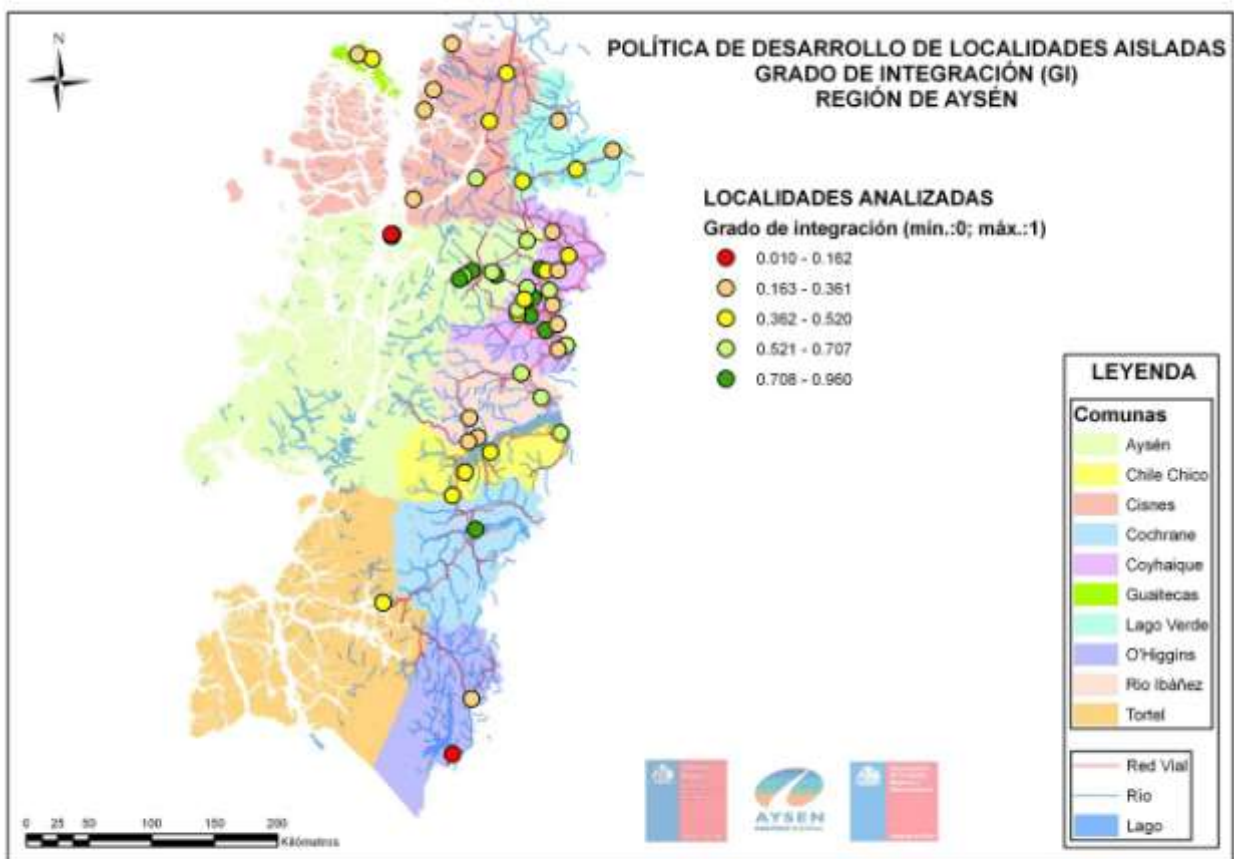 N
POLÍTICA DE DESARROLLO DE LOCALIDADES AISLADAS
GRADO DE INTEGRACIÓN (GI)
REGIÓN DE AYSÉN
LOCALIDADES ANALIZADAS
Grado de integración (mín.:0; máx.:1)
0.010 - 0.162
0.163 - 0.361
0.362 - 0.520
0.521 - 0.707
0.708 - 0.960
LEYENDA
Comunas
Aysén
Chile Chico
Cisnes
Cochrane
Coyhaique
Guaitecas
Lago Verde
O'Higgins
Río Ibáñez
Tortel
Red Vial
Río
Lago
AYSEN
0 25 50 100 150 200
Kilómetros